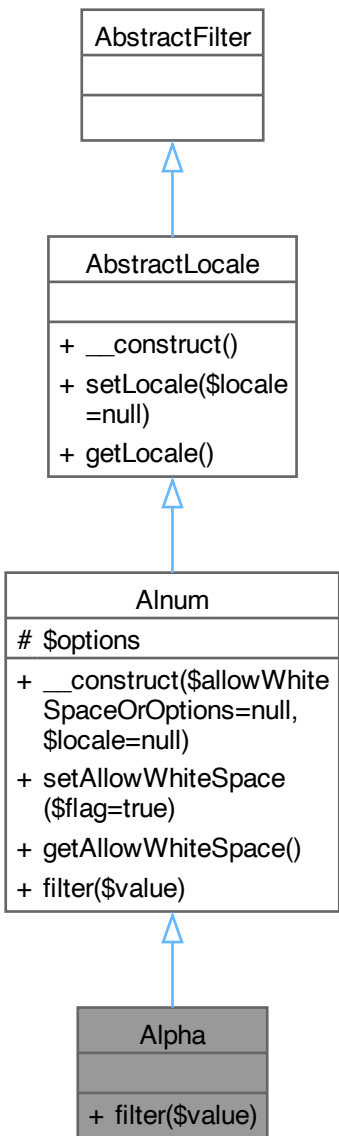 AbstractFilter
AbstractLocale
+ __construct()
+ setLocale($locale
=null)
+ getLocale()
Alnum
# $options
+ __construct($allowWhite
SpaceOrOptions=null,
$locale=null)
+ setAllowWhiteSpace
($flag=true)
+ getAllowWhiteSpace()
+ filter($value)
Alpha
+ filter($value)